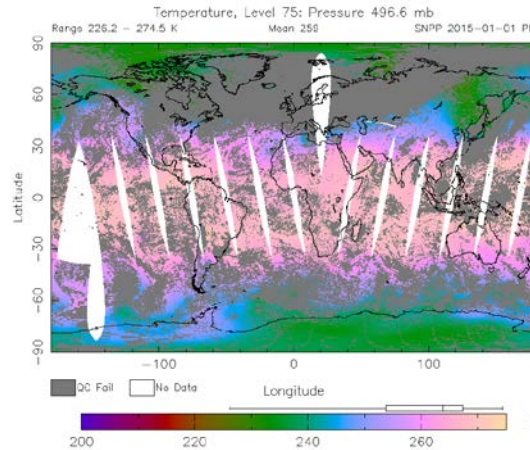 Temperature, Level 75: Pressure 496.6 mb
Range 226.2 - 274.5 K Mean 258 SNPP 2015-01-01 P
90
60
30
0
-30
-60
-90
Latitude
-100 0 100
QC Fail No Data Longitude
200 220 240 260